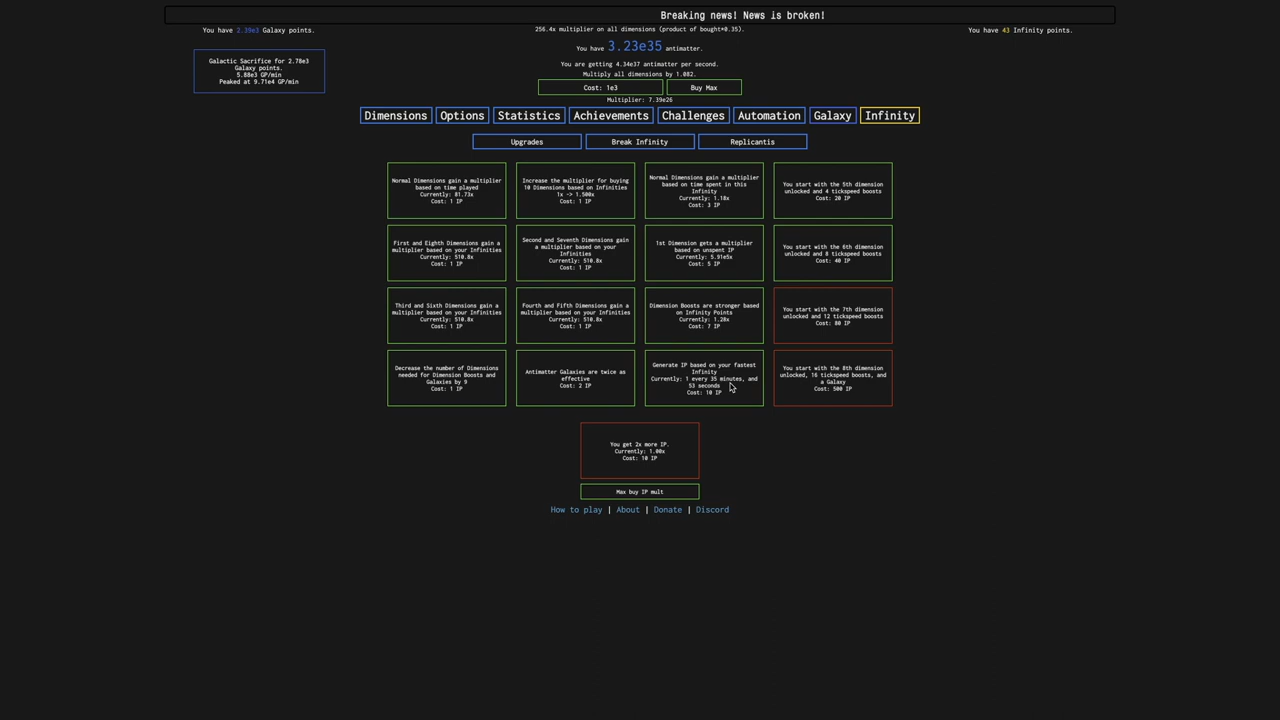 Breaking news! News is broken!
You have 2.39e3 Galaxy points.
256.4x multiplier on all dimensions (product of bought*0.35).
You have 43 Infinity points.
You have 3.23e35 antimatter.
Galactic Sacrifice for 2.78e3
Galaxy points.
5.88e3 GP/min
Peaked at 9.71e4 GP/min
You are getting 4.34e37 antimatter per second.
Multiply all dimensions by 1.082.
Cost: 1e3
Buy Max
Multiplier: 7.39e26
Dimensions
Options
Statistics
Achievements
Challenges
Automation
Galaxy
Infinity
Upgrades
Break Infinity
Replicantis
Normal Dimensions gain a multiplier
based on time played
Currently: 81.73x
Cost: 1 IP
Increase the multiplier for buying
10 Dimensions based on Infinities
1x -> 1.500x
Cost: 1 IP
Normal Dimensions gain a multiplier
based on time spent in this
Infinity
Currently: 1.18x
Cost: 3 IP
You start with the 5th dimension
unlocked and 4 tickspeed boosts
Cost: 20 IP
First and Eighth Dimensions gain a
multiplier based on your Infinities
Currently: 510.8x
Cost: 1 IP
Second and Seventh Dimensions gain
a multiplier based on your
Infinities
Currently: 510.8x
Cost: 1 IP
1st Dimension gets a multiplier
based on unspent IP
Currently: 5.91e5x
Cost: 5 IP
You start with the 6th dimension
unlocked and 8 tickspeed boosts
Cost: 40 IP
Third and Sixth Dimensions gain a
multiplier based on your Infinities
Currently: 510.8x
Cost: 1 IP
Fourth and Fifth Dimensions gain a
multiplier based on your Infinities
Currently: 510.8x
Cost: 1 IP
Dimension Boosts are stronger based
on Infinity Points
Currently: 1.28x
Cost: 7 IP
You start with the 7th dimension
unlocked and 12 tickspeed boosts
Cost: 80 IP
Decrease the number of Dimensions
needed for Dimension Boosts and
Galaxies by 9
Cost: 1 IP
Antimatter Galaxies are twice as
effective
Cost: 2 IP
Generate IP based on your fastest
Infinity
Currently: 1 every 35 minutes, and
53 seconds
Cost: 10 IP
You start with the 8th dimension
unlocked, 16 tickspeed boosts, and
a Galaxy
Cost: 500 IP
You get 2x more IP.
Currently: 1.00x
Cost: 10 IP
Max buy IP mult
How to play | About | Donate | Discord